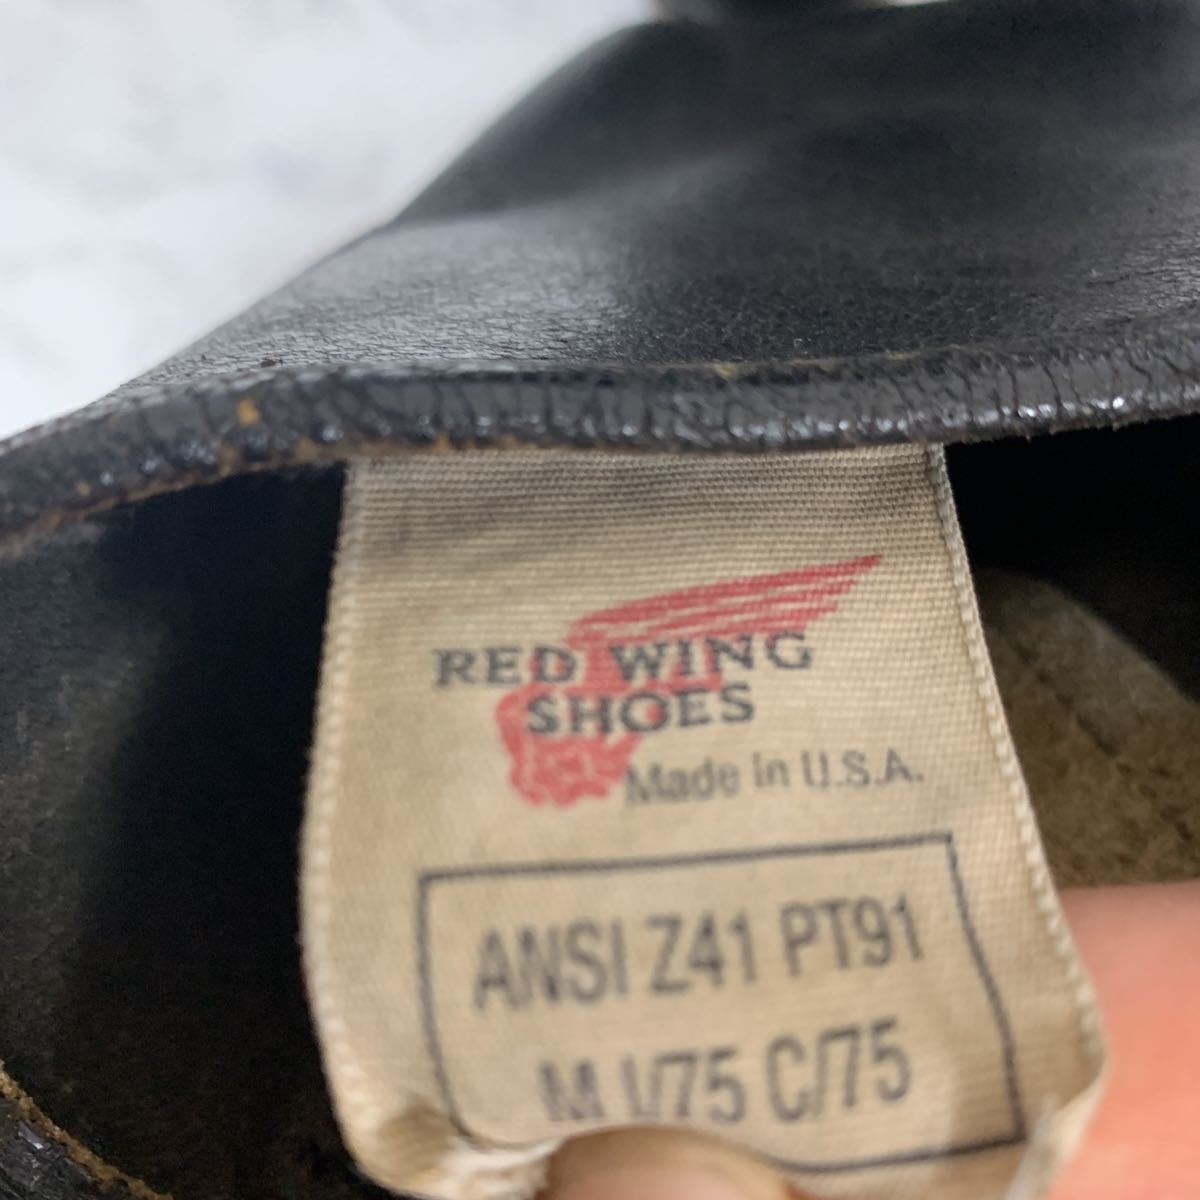 RED WING
SHOES
Made in U.S.A.
ANSI Z41 PT91
M I/75 C/75